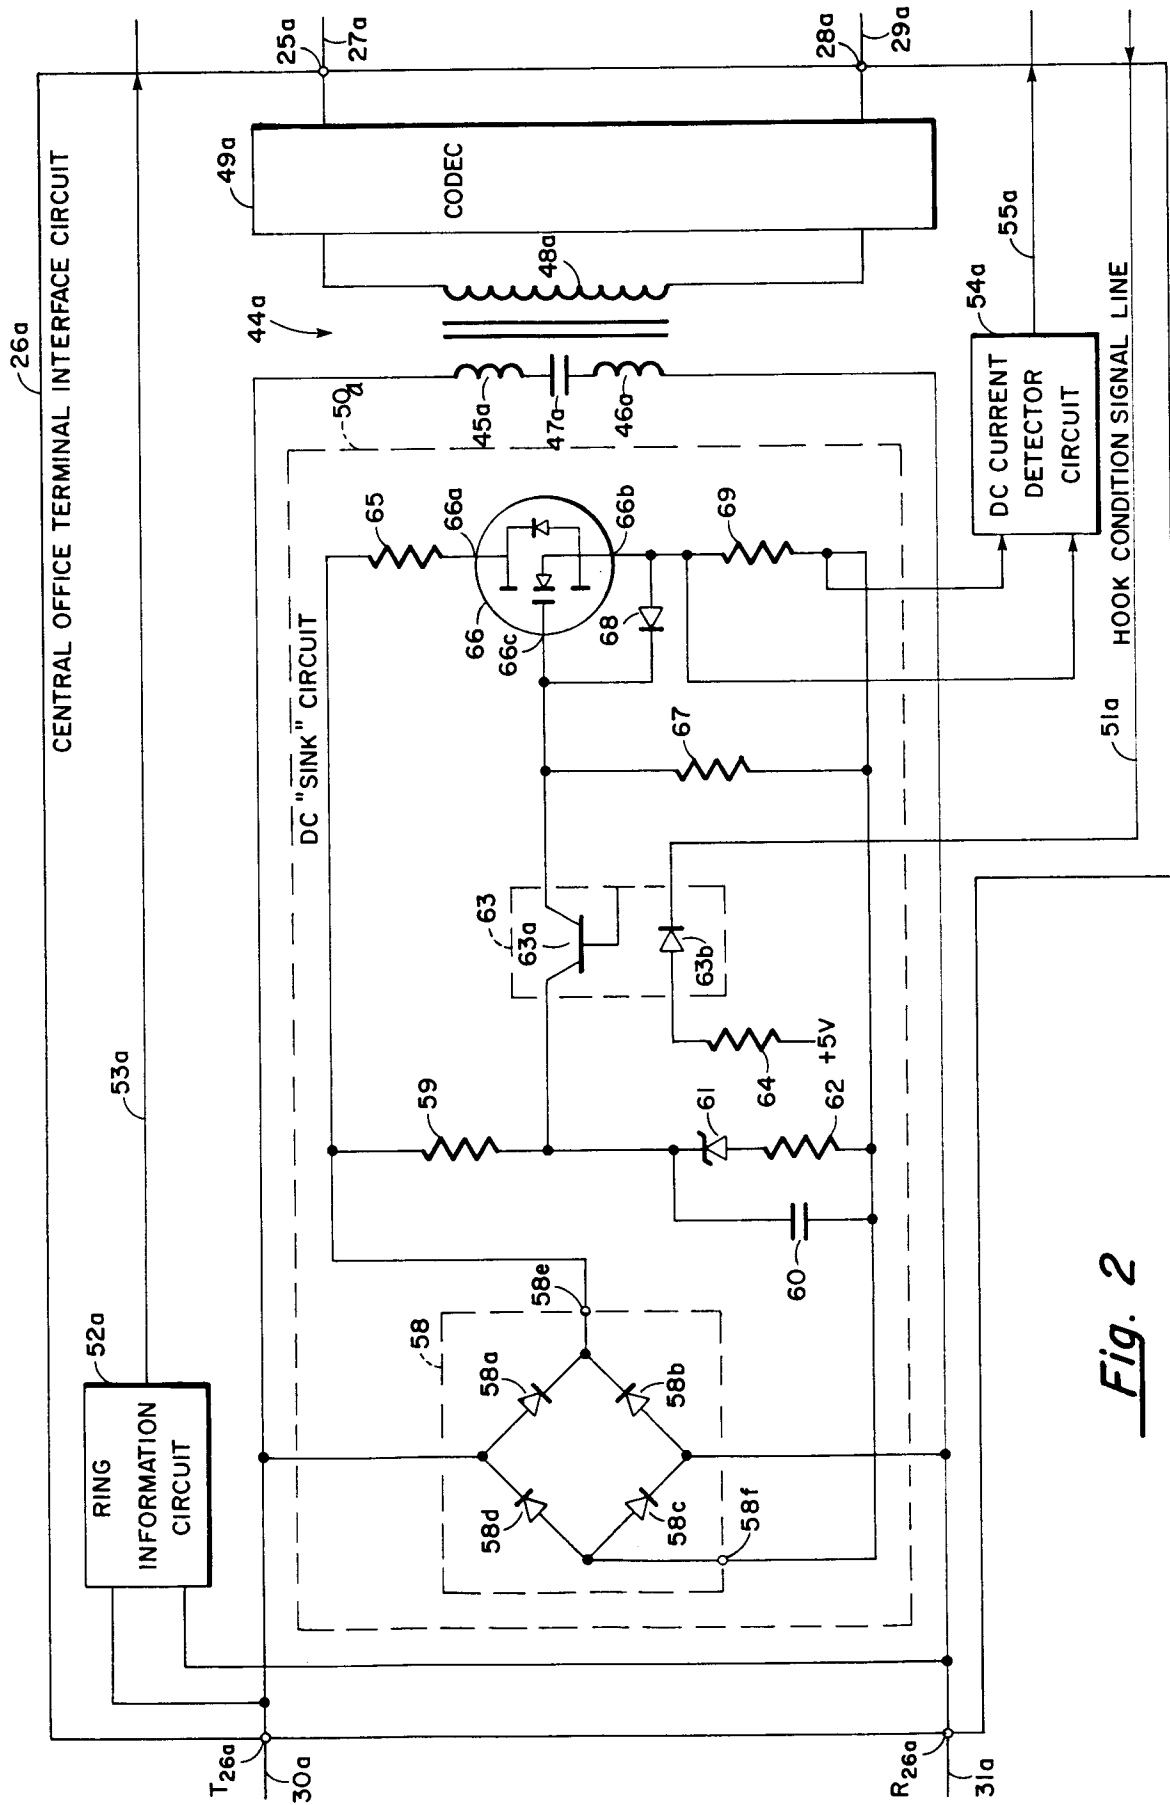 26a
CENTRAL OFFICE TERMINAL INTERFACE CIRCUIT
53a
52a
RING
INFORMATION
CIRCUIT
T26a
30a
R26a
31a
44a
49a
CODEC
25a
27a
28a
29a
50a
DC "SINK" CIRCUIT
45a
47a
46a
48a
58
58a
58b
58c
58d
58e
58f
59
60
61
62
63
63a
63b
64
+5V
65
66
66a
66b
66c
67
68
69
54a
DC CURRENT
DETECTOR
CIRCUIT
55a
HOOK CONDITION SIGNAL LINE
51a
Fig. 2